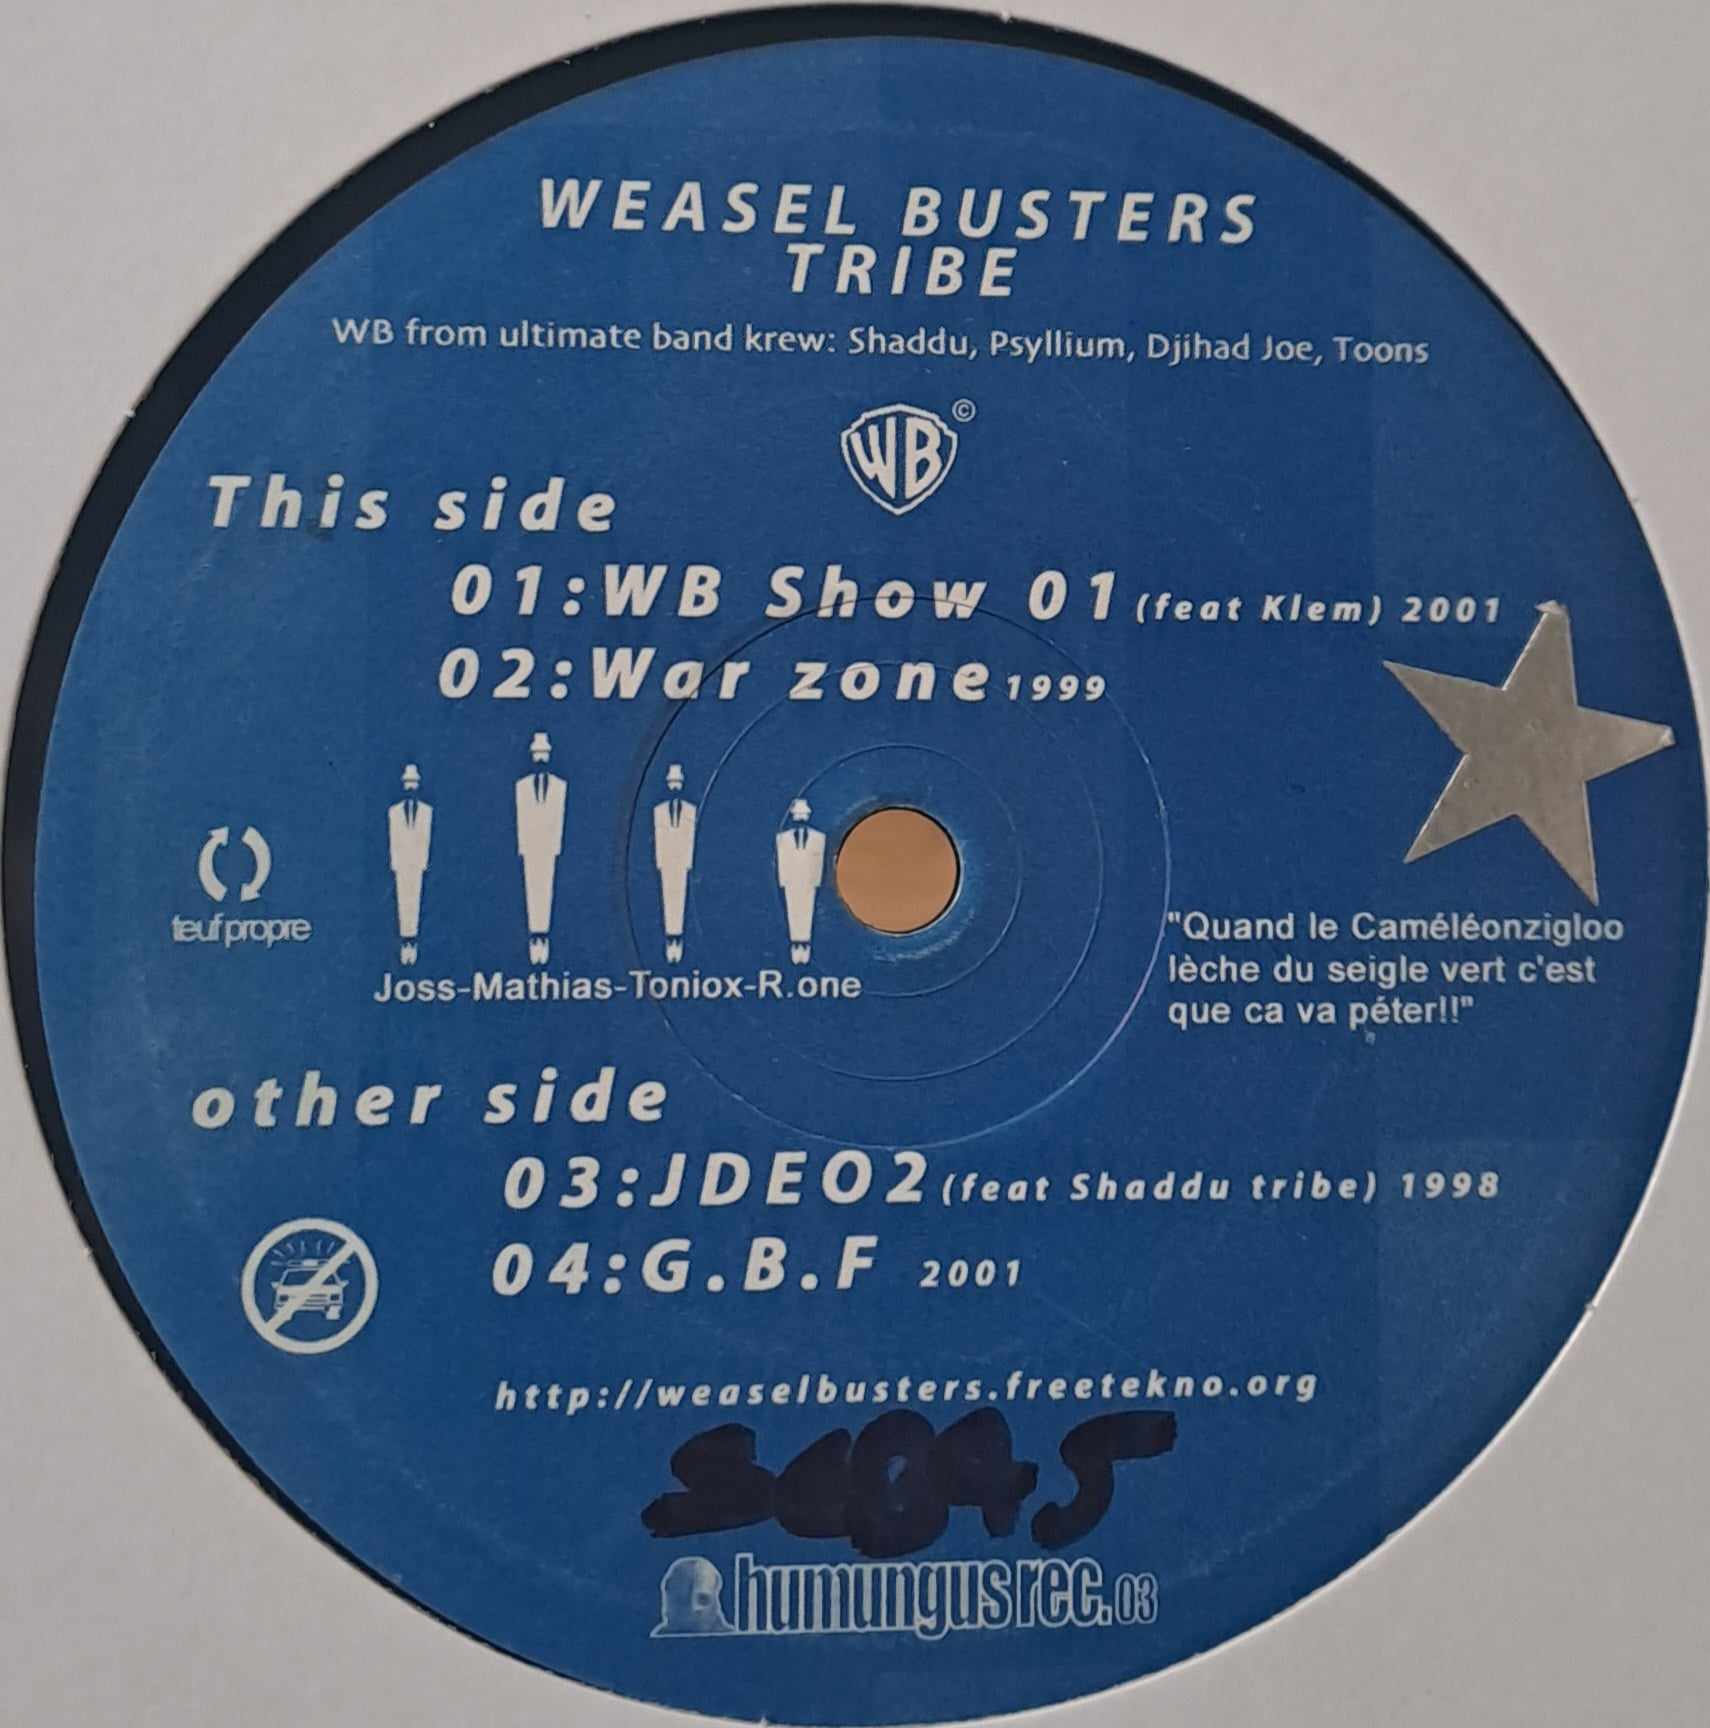 WEASEL BUSTERS
TRIBE
WB from ultimate band krew: Shaddu, Psyllium, Djihad Joe, Toons
WB ©
This side
01:WB Show 01 (feat Klem) 2001
02:War zone 1999
teuf propre
Joss-Mathias-Toniox-R.one
"Quand le Caméléonzigloo
lèche du seigle vert c'est
que ca va péter!!"
other side
03:JDEO2 (feat Shaddu tribe) 1998
04:G.B.F 2001
http://weaselbusters.freetekno.org
humungus rec.03